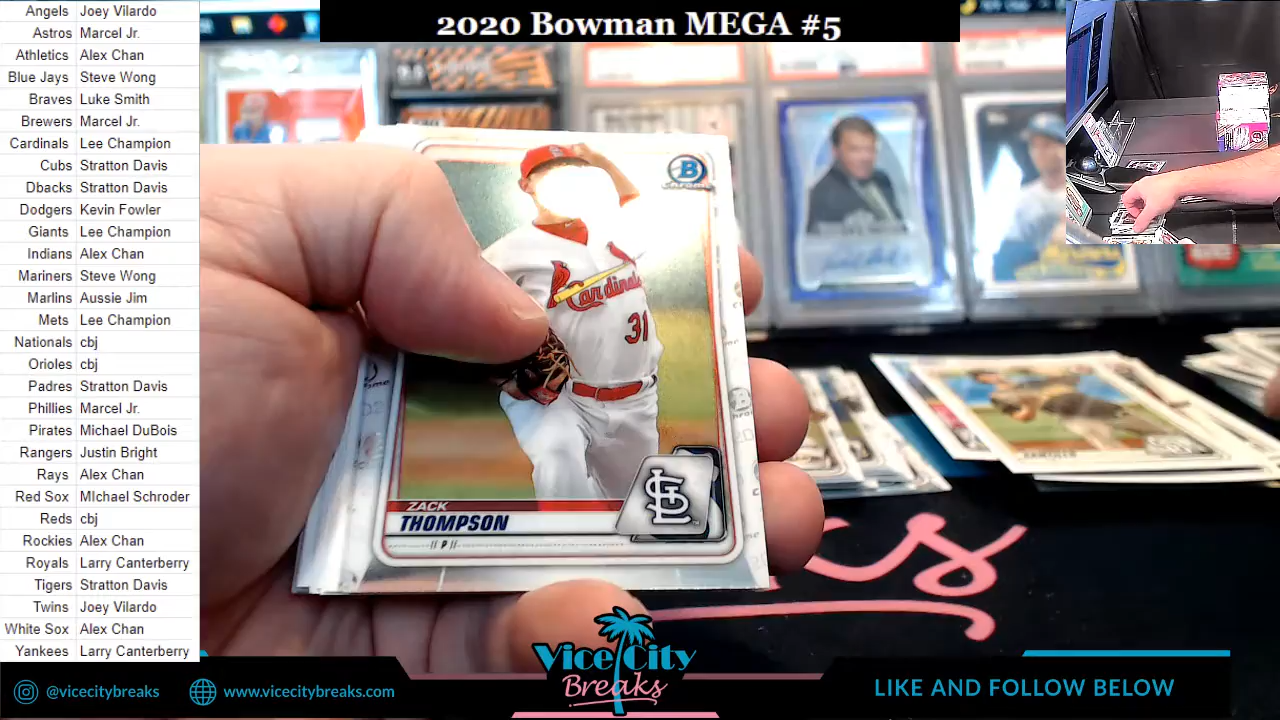 2020 Bowman MEGA #5
Angels Joey Vilardo
Astros Marcel Jr.
Athletics Alex Chan
Blue Jays Steve Wong
Braves Luke Smith
Brewers Marcel Jr.
Cardinals Lee Champion
Cubs Stratton Davis
Dbacks Stratton Davis
Dodgers Kevin Fowler
Giants Lee Champion
Indians Alex Chan
Mariners Steve Wong
Marlins Aussie Jim
Mets Lee Champion
Nationals cbj
Orioles cbj
Padres Stratton Davis
Phillies Marcel Jr.
Pirates Michael DuBois
Rangers Justin Bright
Rays Alex Chan
Red Sox MIchael Schroder
Reds cbj
Rockies Alex Chan
Royals Larry Canterberry
Tigers Stratton Davis
Twins Joey Vilardo
White Sox Alex Chan
Yankees Larry Canterberry
B
Chrome
Cardinals
31
STL
ZACK
THOMPSON
P
Vice City
Breaks
@vicecitybreaks
www.vicecitybreaks.com
LIKE AND FOLLOW BELOW